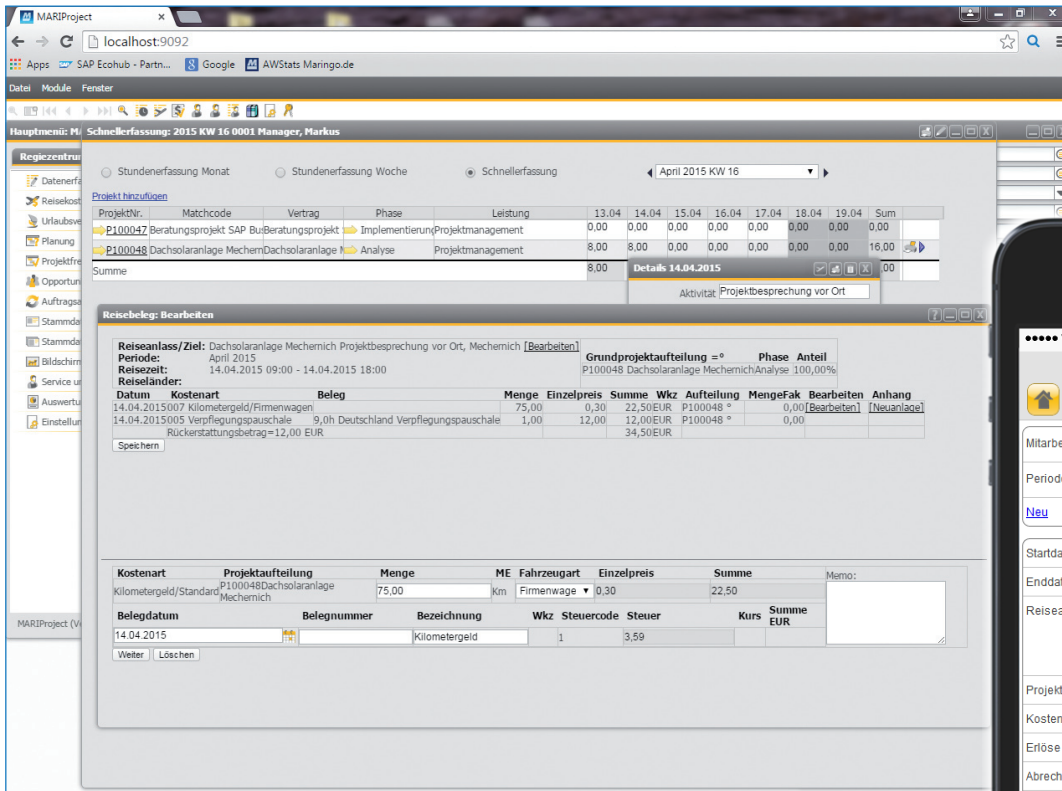 MARIProject
localhost:9092
Apps SAP Ecohub - Partn... Google AWStats Maringo.de
Datei Module Fenster
Hauptmenü: M
Schnellerfassung: 2015 KW 16 0001 Manager, Markus
Regiezentru
Datenerfa
Reisekost
Urlaubsve
Planung
Projektfre
Opportun
Auftragsa
Stammda
Stammda
Bildschirm
Service u
Auswertu
Einstellun
MARIProject (V
Stundenerfassung Monat Stundenerfassung Woche Schnellerfassung April 2015 KW 16
Projekt hinzufügen
ProjektNr. Matchcode Vertrag Phase Leistung 13.04 14.04 15.04 16.04 17.04 18.04 19.04 Sum
P100047 Beratungsprojekt SAP Bu Beratungsprojekt Implementierung Projektmanagement 0,00 0,00 0,00 0,00 0,00 0,00 0,00 0,00
P100048 Dachsolaranlage Mechern Dachsolaranlage M Analyse Projektmanagement 8,00 8,00 0,00 0,00 0,00 0,00 0,00 16,00
Summe 8,00 ,00
Details 14.04.2015
Aktivität Projektbesprechung vor Ort
Reisebeleg: Bearbeiten
Reiseanlass/Ziel: Dachsolaranlage Mechernich Projektbesprechung vor Ort, Mechernich [Bearbeiten]
Periode: April 2015
Reisezeit: 14.04.2015 09:00 - 14.04.2015 18:00
Reiseländer:
Grundprojektaufteilung =° Phase Anteil
P100048 Dachsolaranlage Mechernich Analyse 100,00%
Datum Kostenart Beleg Menge Einzelpreis Summe Wkz Aufteilung MengeFak Bearbeiten Anhang
14.04.2015 007 Kilometergeld/Firmenwagen 75,00 0,30 22,50 EUR P100048 ° 0,00 [Bearbeiten] [Neuanlage]
14.04.2015 005 Verpflegungspauschale 9,0h Deutschland Verpflegungspauschale 1,00 12,00 12,00 EUR P100048 ° 0,00
Rückerstattungsbetrag=12,00 EUR 34,50 EUR
Speichern
Kostenart Projektaufteilung Menge ME Fahrzeugart Einzelpreis Summe Memo:
Kilometergeld/Standard P100048Dachsolaranlage Mechernich 75,00 Km Firmenwage 0,30 22,50
Belegdatum Belegnummer Bezeichnung Wkz Steuercode Steuer Kurs Summe EUR
14.04.2015 Kilometergeld 1 3,59
Weiter Löschen
Mitarbe
Periode
Neu
Startda
Enddat
Reisea
Projekt
Kosten
Erlöse
Abrech